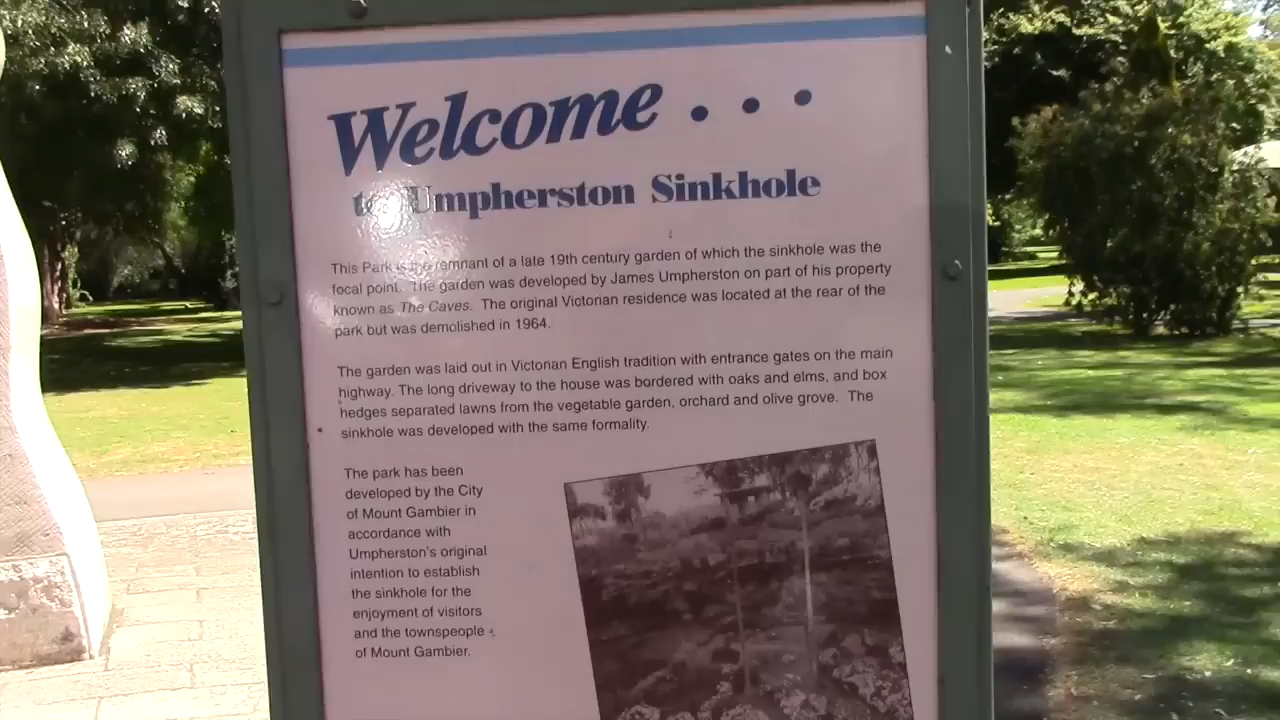 Welcome . . .
to Umpherston Sinkhole
This Park is the remnant of a late 19th century garden of which the sinkhole was the
focal point. The garden was developed by James Umpherston on part of his property
known as The Caves. The original Victorian residence was located at the rear of the
park but was demolished in 1964.
The garden was laid out in Victorian English tradition with entrance gates on the main
highway. The long driveway to the house was bordered with oaks and elms, and box
hedges separated lawns from the vegetable garden, orchard and olive grove. The
sinkhole was developed with the same formality.
The park has been
developed by the City
of Mount Gambier in
accordance with
Umpherston's original
intention to establish
the sinkhole for the
enjoyment of visitors
and the townspeople
of Mount Gambier.